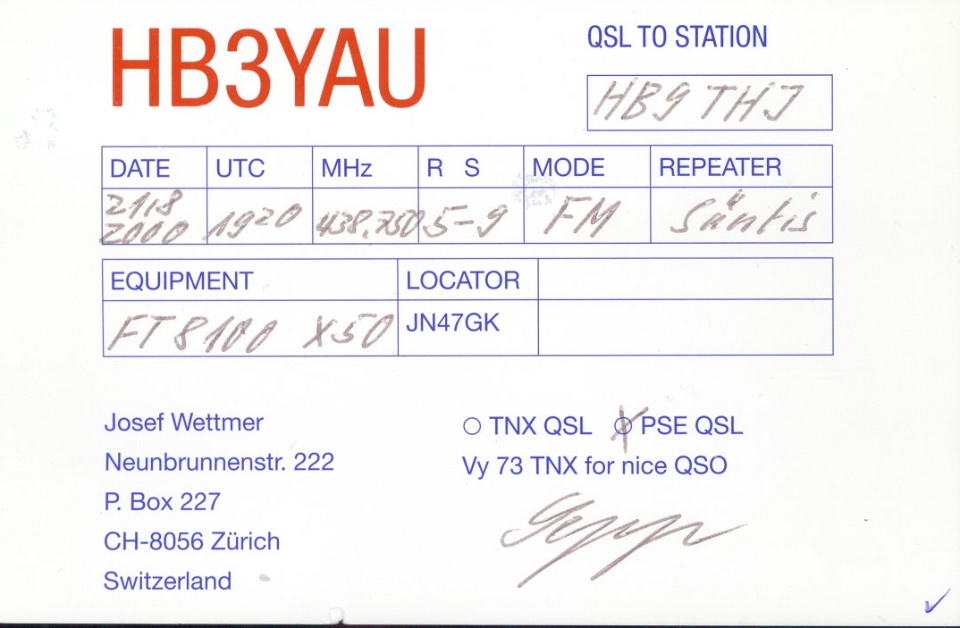 HB3YAU
QSL TO STATION
HB9THJ
DATE UTC MHz R S MODE REPEATER
21.8 1920 438.750 5-9 FM Säntis
2000
EQUIPMENT LOCATOR
FT8100 X50 JN47GK
Josef Wettmer
Neunbrunnenstr. 222
P. Box 227
CH-8056 Zürich
Switzerland
TNX QSL PSE QSL
Vy 73 TNX for nice QSO